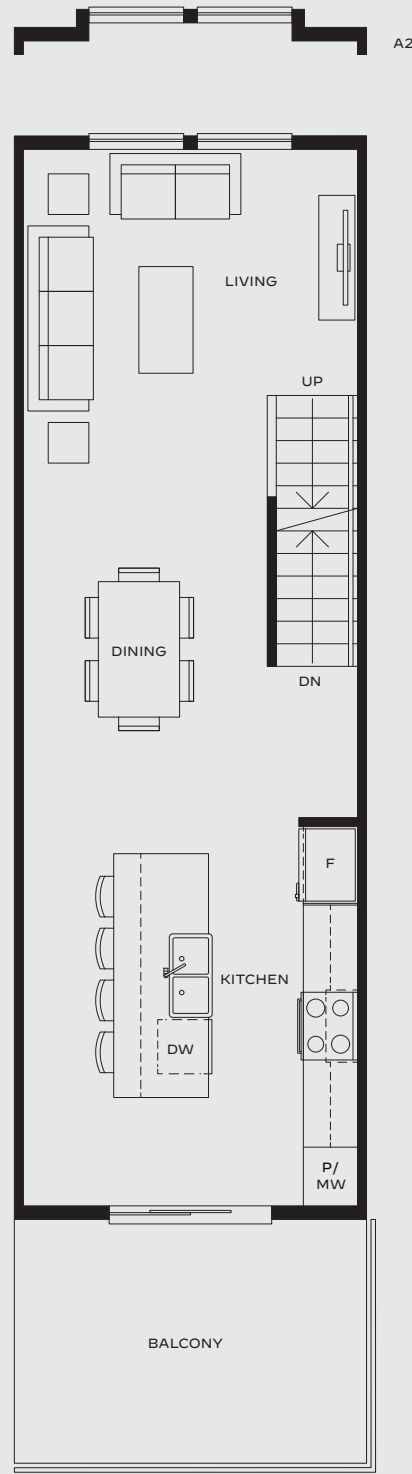 A2
LIVING
UP
DINING
DN
F
KITCHEN
DW
P/
MW
BALCONY